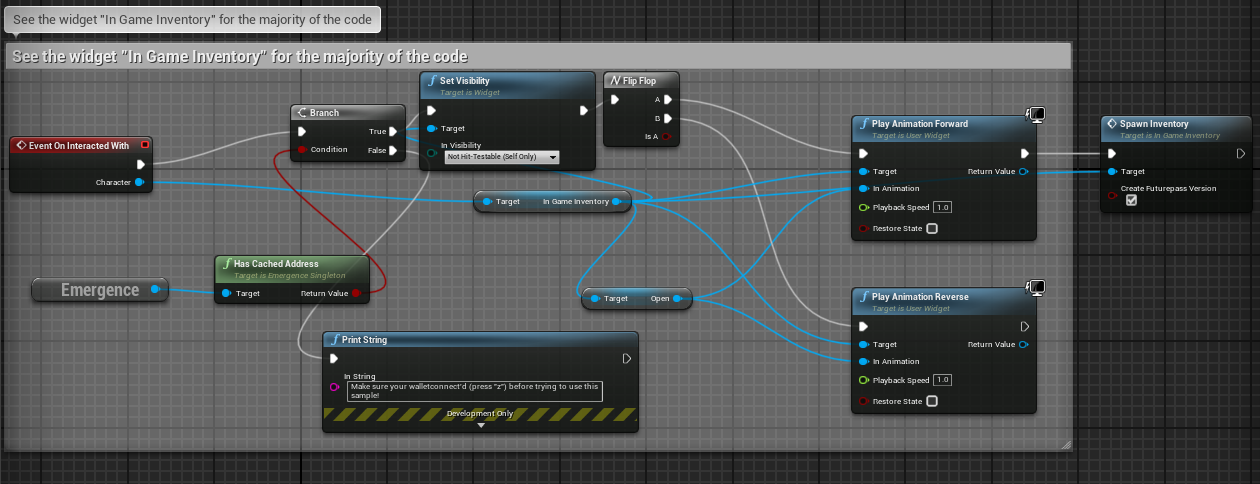 See the widget "In Game Inventory" for the majority of the code
See the widget "In Game Inventory" for the majority of the code
Event On Interacted With
Character
Branch
True
Condition
False
Set Visibility
Target is Widget
Target
In Visibility
Not Hit-Testable (Self Only)
Flip Flop
A
B
Is A
Target
In Game Inventory
Emergence
Has Cached Address
Target is Emergence Singleton
Target
Return Value
Target
Open
Print String
In String
Make sure your walletconnect'd (press "z") before trying to use this
sample!
Development Only
Play Animation Forward
Target is User Widget
Target
Return Value
In Animation
Playback Speed
1.0
Restore State
Play Animation Reverse
Target is User Widget
Target
Return Value
In Animation
Playback Speed
1.0
Restore State
Spawn Inventory
Target is In Game Inventory
Target
Create Futurepass Version